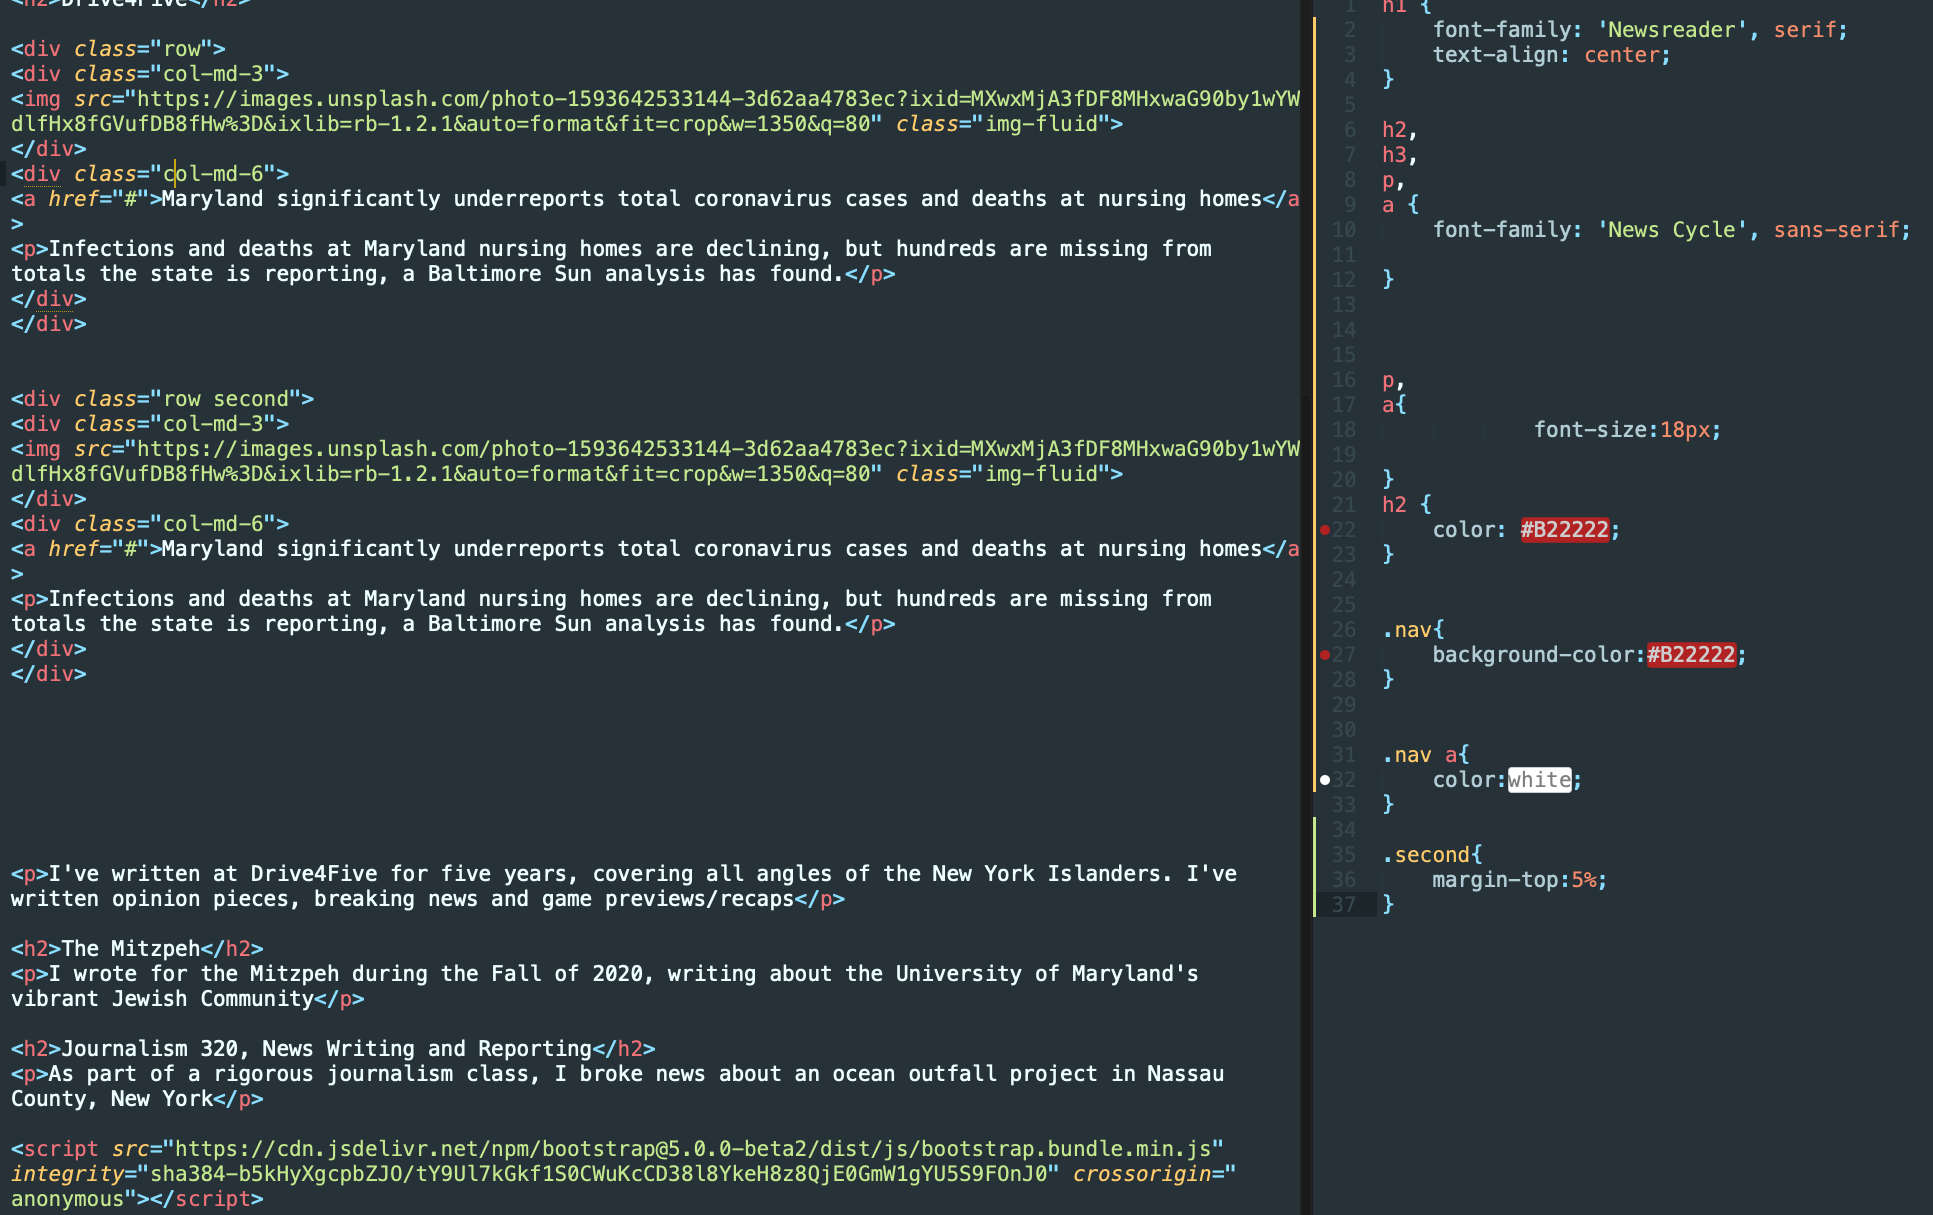 <h2>Drive4Five</h2>
<div class="row">
<div class="col-md-3">
<img src="https://images.unsplash.com/photo-1593642533144-3d62aa4783ec?ixid=MXwxMjA3fDF8MHxwaG90by1wYW
dlfHx8fGVufDB8fHw%3D&ixlib=rb-1.2.1&auto=format&fit=crop&w=1350&q=80" class="img-fluid">
</div>
<div class="col-md-6">
<a href="#">Maryland significantly underreports total coronavirus cases and deaths at nursing homes</a
>
<p>Infections and deaths at Maryland nursing homes are declining, but hundreds are missing from
totals the state is reporting, a Baltimore Sun analysis has found.</p>
</div>
</div>
<div class="row second">
<div class="col-md-3">
<img src="https://images.unsplash.com/photo-1593642533144-3d62aa4783ec?ixid=MXwxMjA3fDF8MHxwaG90by1wYW
dlfHx8fGVufDB8fHw%3D&ixlib=rb-1.2.1&auto=format&fit=crop&w=1350&q=80" class="img-fluid">
</div>
<div class="col-md-6">
<a href="#">Maryland significantly underreports total coronavirus cases and deaths at nursing homes</a
>
<p>Infections and deaths at Maryland nursing homes are declining, but hundreds are missing from
totals the state is reporting, a Baltimore Sun analysis has found.</p>
</div>
</div>
<p>I've written at Drive4Five for five years, covering all angles of the New York Islanders. I've
written opinion pieces, breaking news and game previews/recaps</p>
<h2>The Mitzpeh</h2>
<p>I wrote for the Mitzpeh during the Fall of 2020, writing about the University of Maryland's
vibrant Jewish Community</p>
<h2>Journalism 320, News Writing and Reporting</h2>
<p>As part of a rigorous journalism class, I broke news about an ocean outfall project in Nassau
County, New York</p>
<script src="https://cdn.jsdelivr.net/npm/bootstrap@5.0.0-beta2/dist/js/bootstrap.bundle.min.js"
integrity="sha384-b5kHyXgcpbZJO/tY9Ul7kGkf1S0CWuKcCD38l8YkeH8z8QjE0GmW1gYU5S9FOnJ0" crossorigin="
anonymous"></script>
1 h1 {
2 font-family: 'Newsreader', serif;
3 text-align: center;
4 }
5
6 h2,
7 h3,
8 p,
9 a {
10 font-family: 'News Cycle', sans-serif;
11
12 }
13
14
15
16 p,
17 a{
18 font-size:18px;
19
20 }
21 h2 {
22 color: #B22222;
23 }
24
25
26 .nav{
27 background-color:#B22222;
28 }
29
30
31 .nav a{
32 color:white;
33 }
34
35 .second{
36 margin-top:5%;
37 }